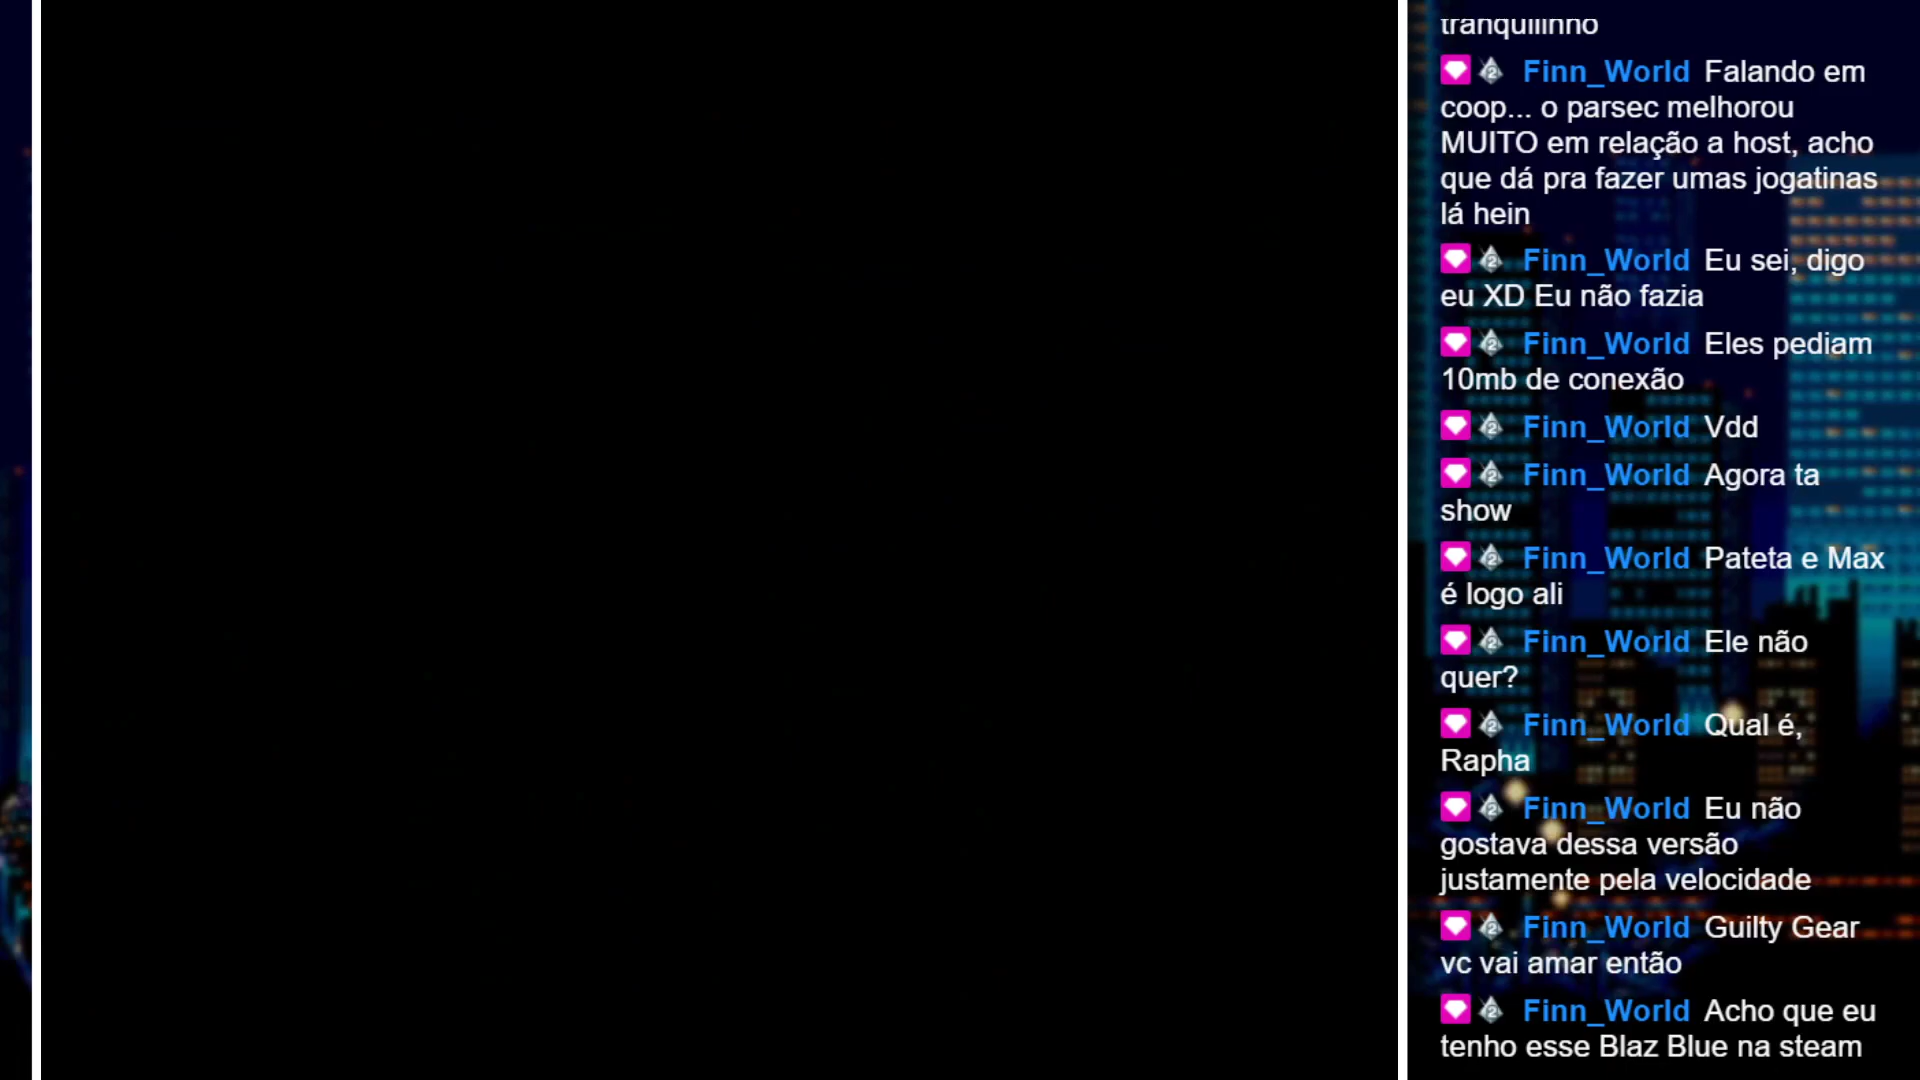 tranquilinho
Finn_World Falando em
coop... o parsec melhorou
MUITO em relação a host, acho
que dá pra fazer umas jogatinas
lá hein
Finn_World Eu sei, digo
eu XD Eu não fazia
Finn_World Eles pediam
10mb de conexão
Finn_World Vdd
Finn_World Agora ta
show
Finn_World Pateta e Max
é logo ali
Finn_World Ele não
quer?
Finn_World Qual é,
Rapha
Finn_World Eu não
gostava dessa versão
justamente pela velocidade
Finn_World Guilty Gear
vc vai amar então
Finn_World Acho que eu
tenho esse Blaz Blue na steam